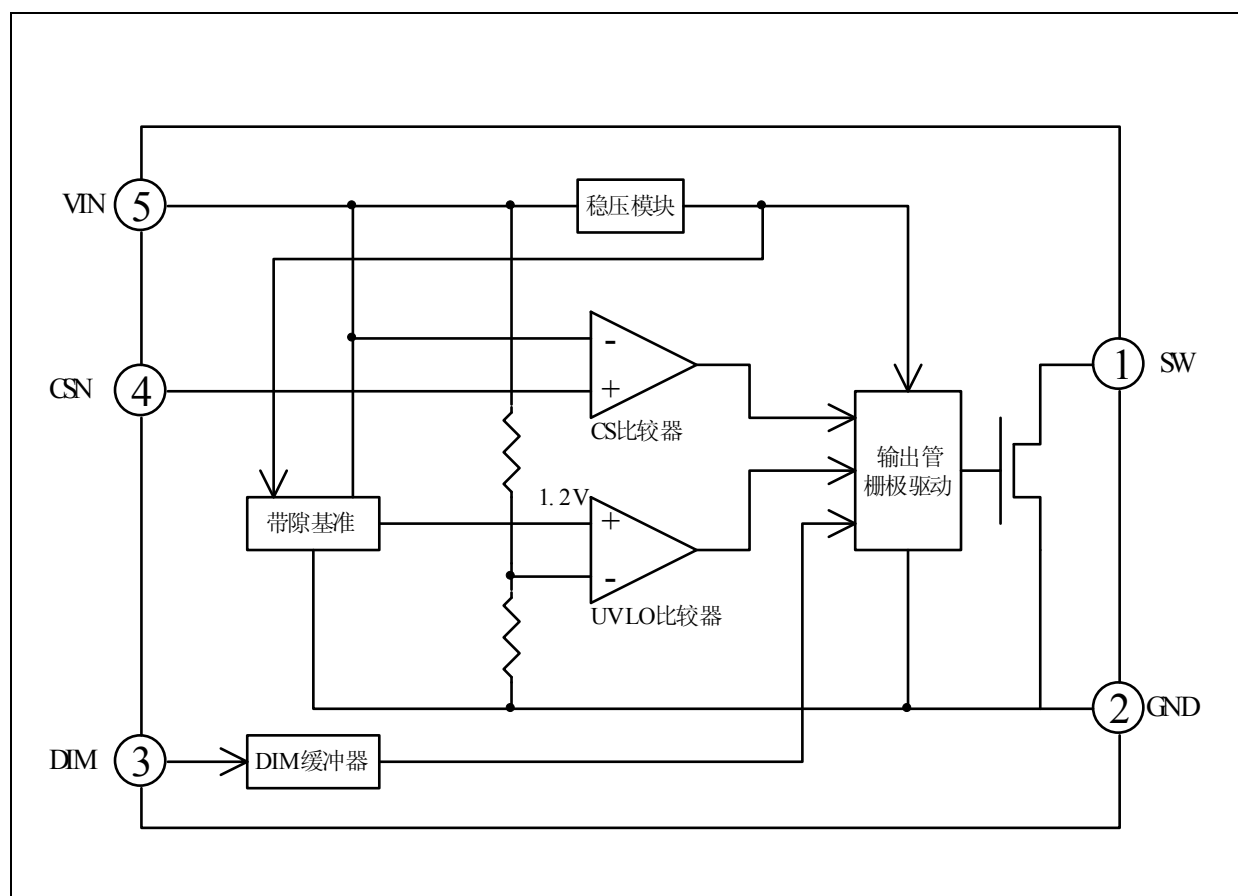 VIN
5
稳压模块
-
+
CS比较器
CSN
4
1
SW
输出管
栅极驱动
1.2V
带隙基准
+
-
UVLO比较器
2
GND
DIM
3
DIM缓冲器